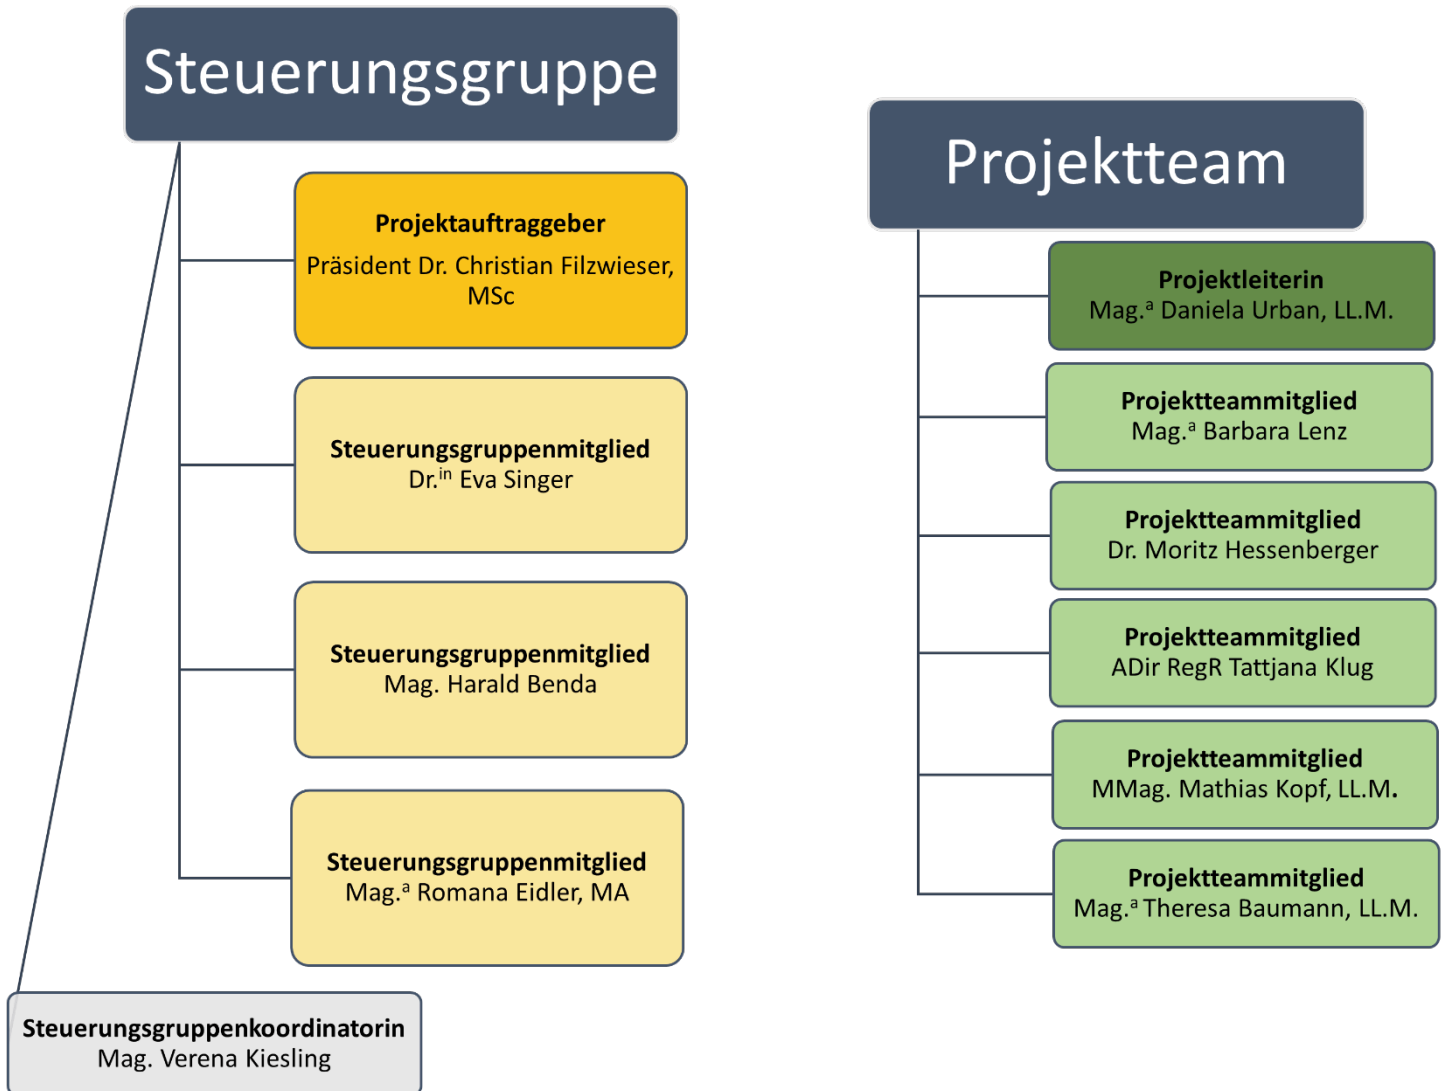 Steuerungsgruppe
Projektauftraggeber
Präsident Dr. Christian Filzwieser,
MSc
Steuerungsgruppenmitglied
Dr.ⁱⁿ Eva Singer
Steuerungsgruppenmitglied
Mag. Harald Benda
Steuerungsgruppenmitglied
Mag.ᵃ Romana Eidler, MA
Steuerungsgruppenkoordinatorin
Mag. Verena Kiesling
Projektteam
Projektleiterin
Mag.ᵃ Daniela Urban, LL.M.
Projektteammitglied
Mag.ᵃ Barbara Lenz
Projektteammitglied
Dr. Moritz Hessenberger
Projektteammitglied
ADir RegR Tattjana Klug
Projektteammitglied
MMag. Mathias Kopf, LL.M.
Projektteammitglied
Mag.ᵃ Theresa Baumann, LL.M.